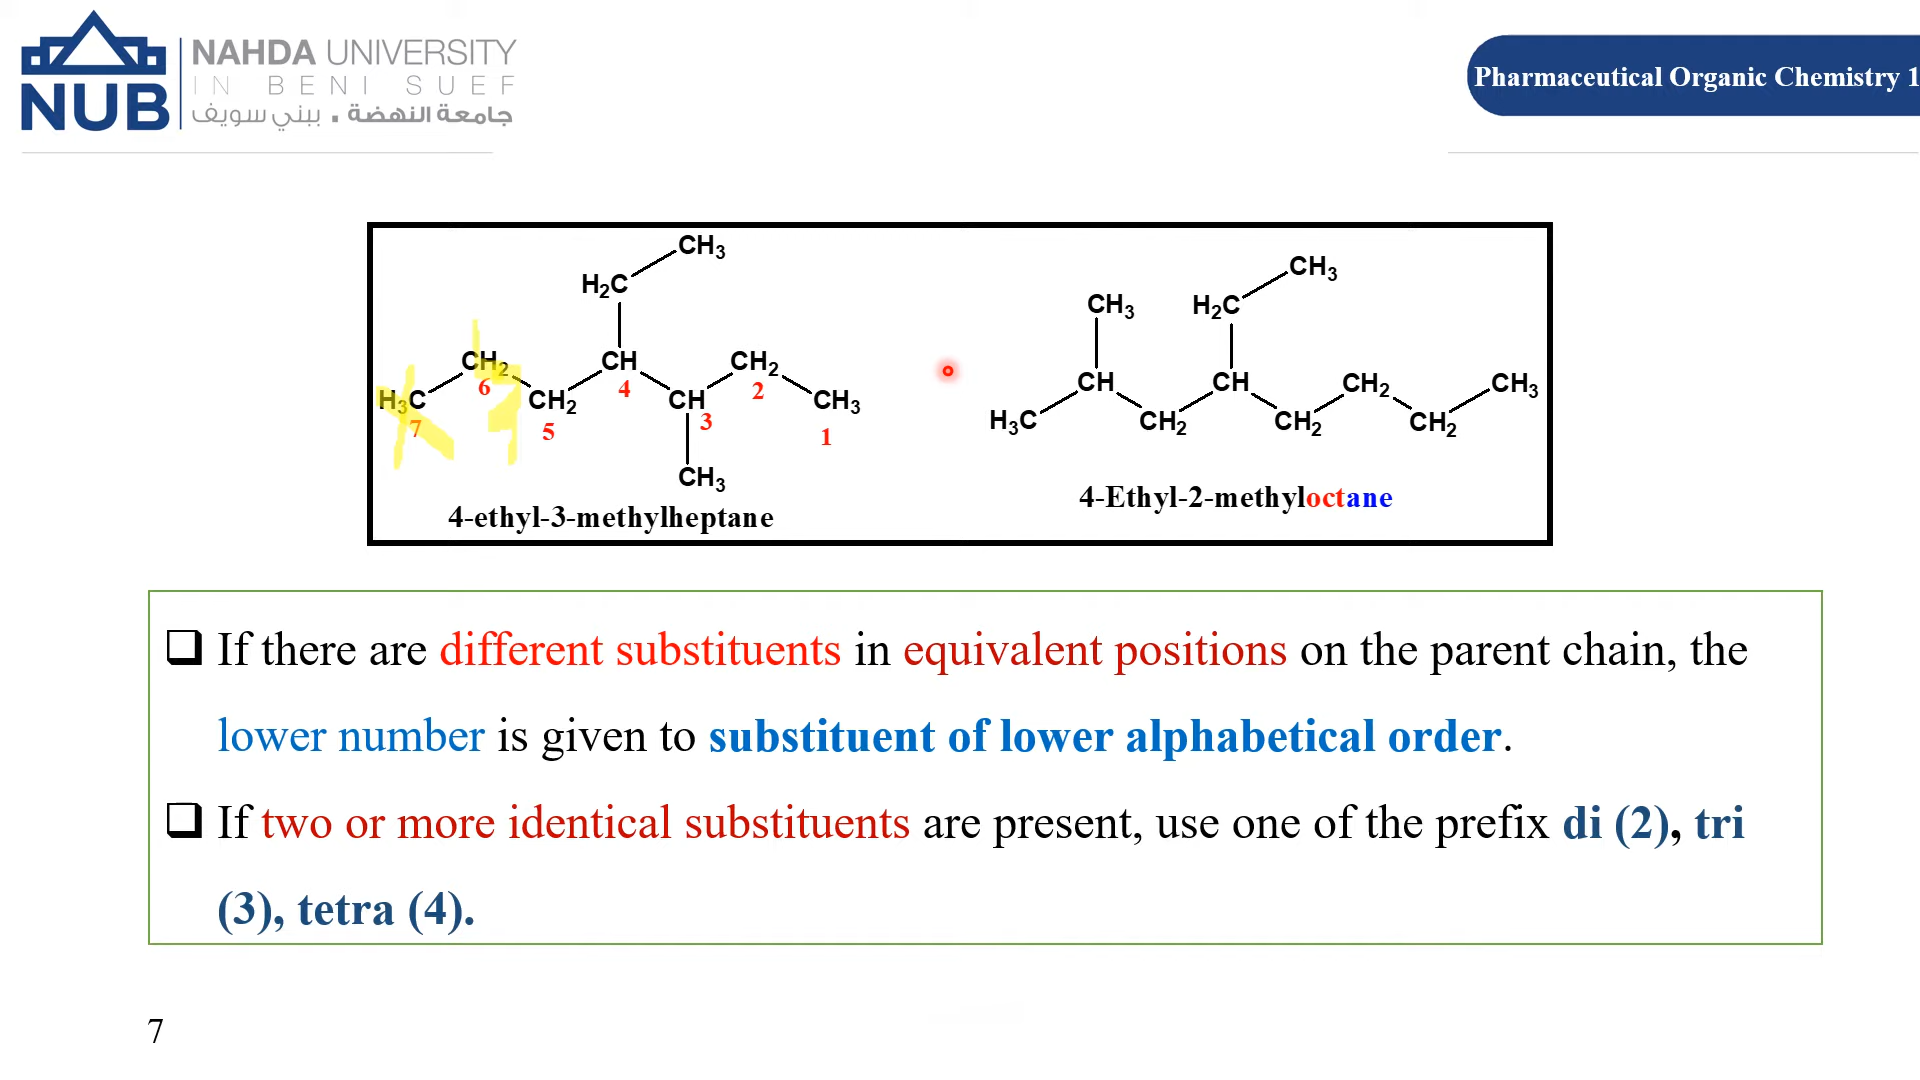 NAHDA UNIVERSITY
IN BENI SUEF
NUB
جامعة النهضة . ببني سويف
Pharmaceutical Organic Chemistry 1
CH₃
H₂C
CH₂ CH CH₂
6 4 2
H₃C CH₂ CH CH₃
7 5 3 1
CH₃
4-ethyl-3-methylheptane
CH₃
CH₃ H₂C
CH CH CH₂ CH₃
H₃C CH₂ CH₂ CH₂
4-Ethyl-2-methyloctane
❑ If there are different substituents in equivalent positions on the parent chain, the
lower number is given to substituent of lower alphabetical order.
❑ If two or more identical substituents are present, use one of the prefix di (2), tri
(3), tetra (4).
7